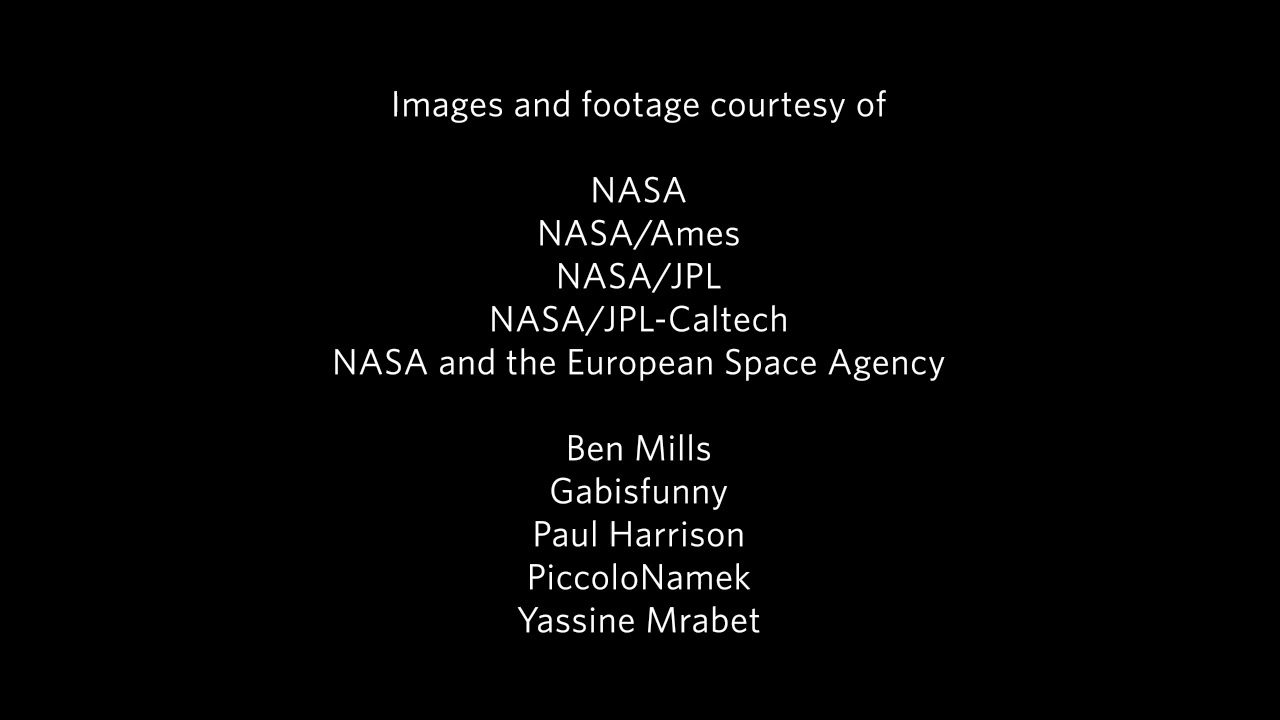 Images and footage courtesy of
NASA
NASA/Ames
NASA/JPL
NASA/JPL-Caltech
NASA and the European Space Agency
Ben Mills
Gabisfunny
Paul Harrison
PiccoloNamek
Yassine Mrabet